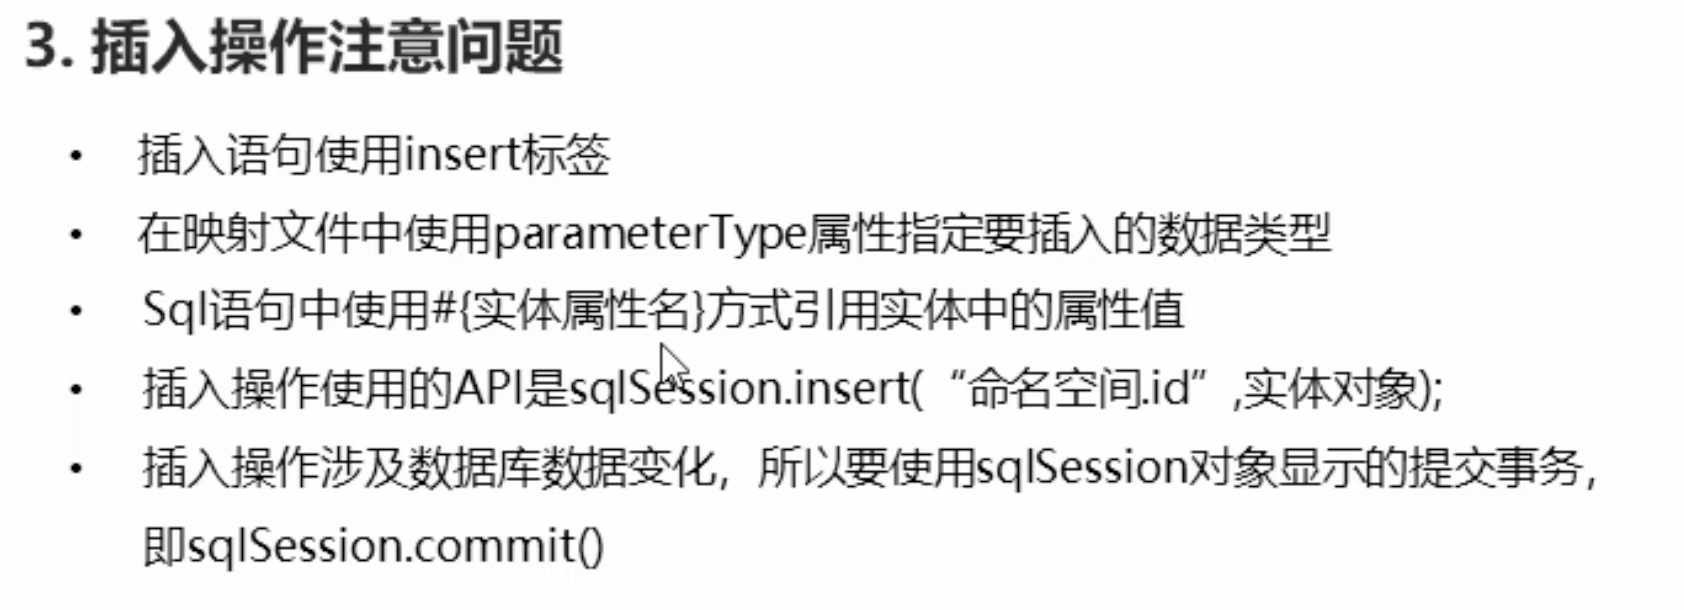 3. 插入操作注意问题
• 插入语句使用insert标签
• 在映射文件中使用parameterType属性指定要插入的数据类型
• Sql语句中使用#{实体属性名}方式引用实体中的属性值
• 插入操作使用的API是sqlSession.insert(“命名空间.id”,实体对象);
• 插入操作涉及数据库数据变化，所以要使用sqlSession对象显示的提交事务，
即sqlSession.commit()